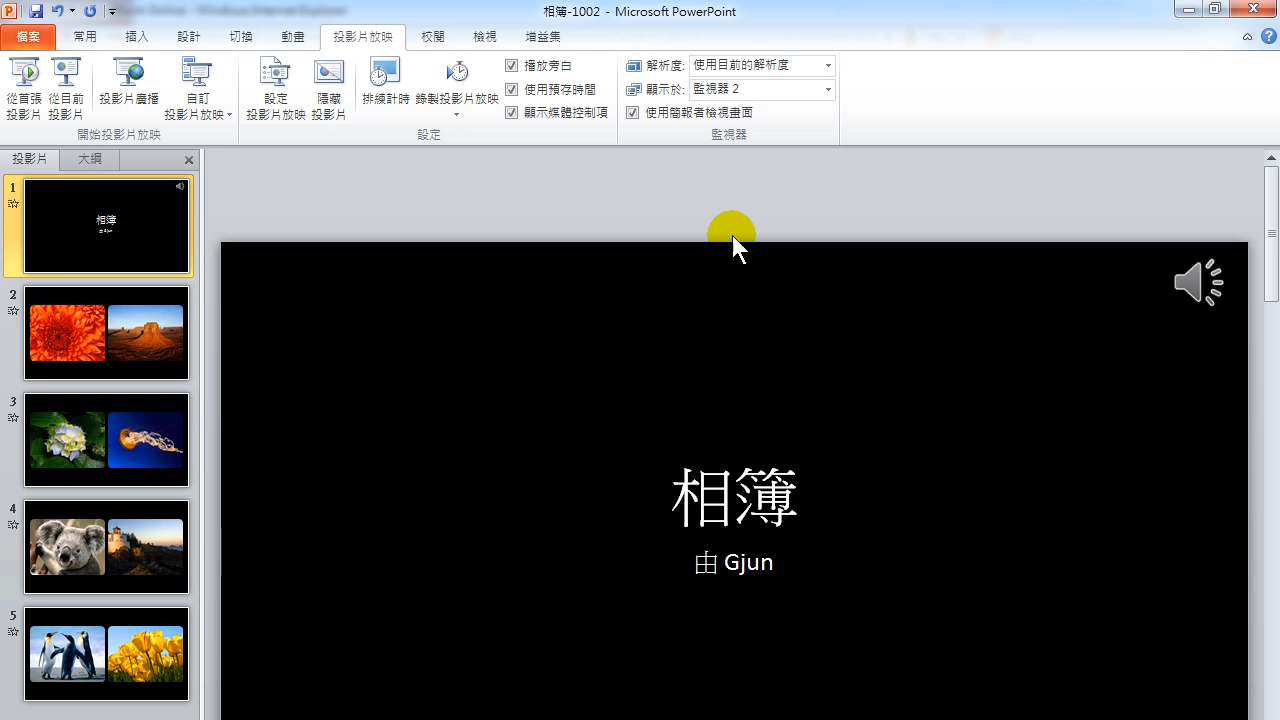 相簿-1002 - Microsoft PowerPoint
檔案 常用 插入 設計 切換 動畫 投影片放映 校閱 檢視 增益集
從首張投影片
從目前投影片
投影片廣播
自訂投影片放映
開始投影片放映
設定投影片放映
隱藏投影片
排練計時
錄製投影片放映
播放旁白
使用預存時間
顯示媒體控制項
設定
解析度: 使用目前的解析度
顯示於: 監視器 2
使用簡報者檢視畫面
監視器
投影片 大綱
1
相簿
由 Gjun
2
3
4
5
相簿
由 Gjun